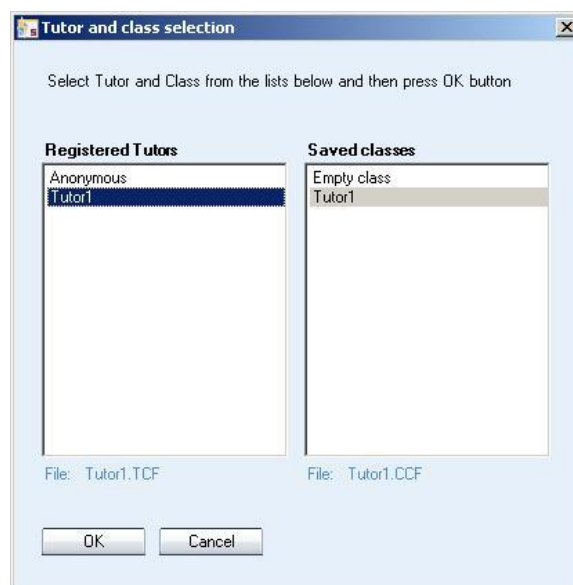 Tutor and class selection
Select Tutor and Class from the lists below and then press OK button
Registered Tutors
Anonymous
Tutor1
File: Tutor1.TCF
Saved classes
Empty class
Tutor1
File: Tutor1.CCF
OK
Cancel